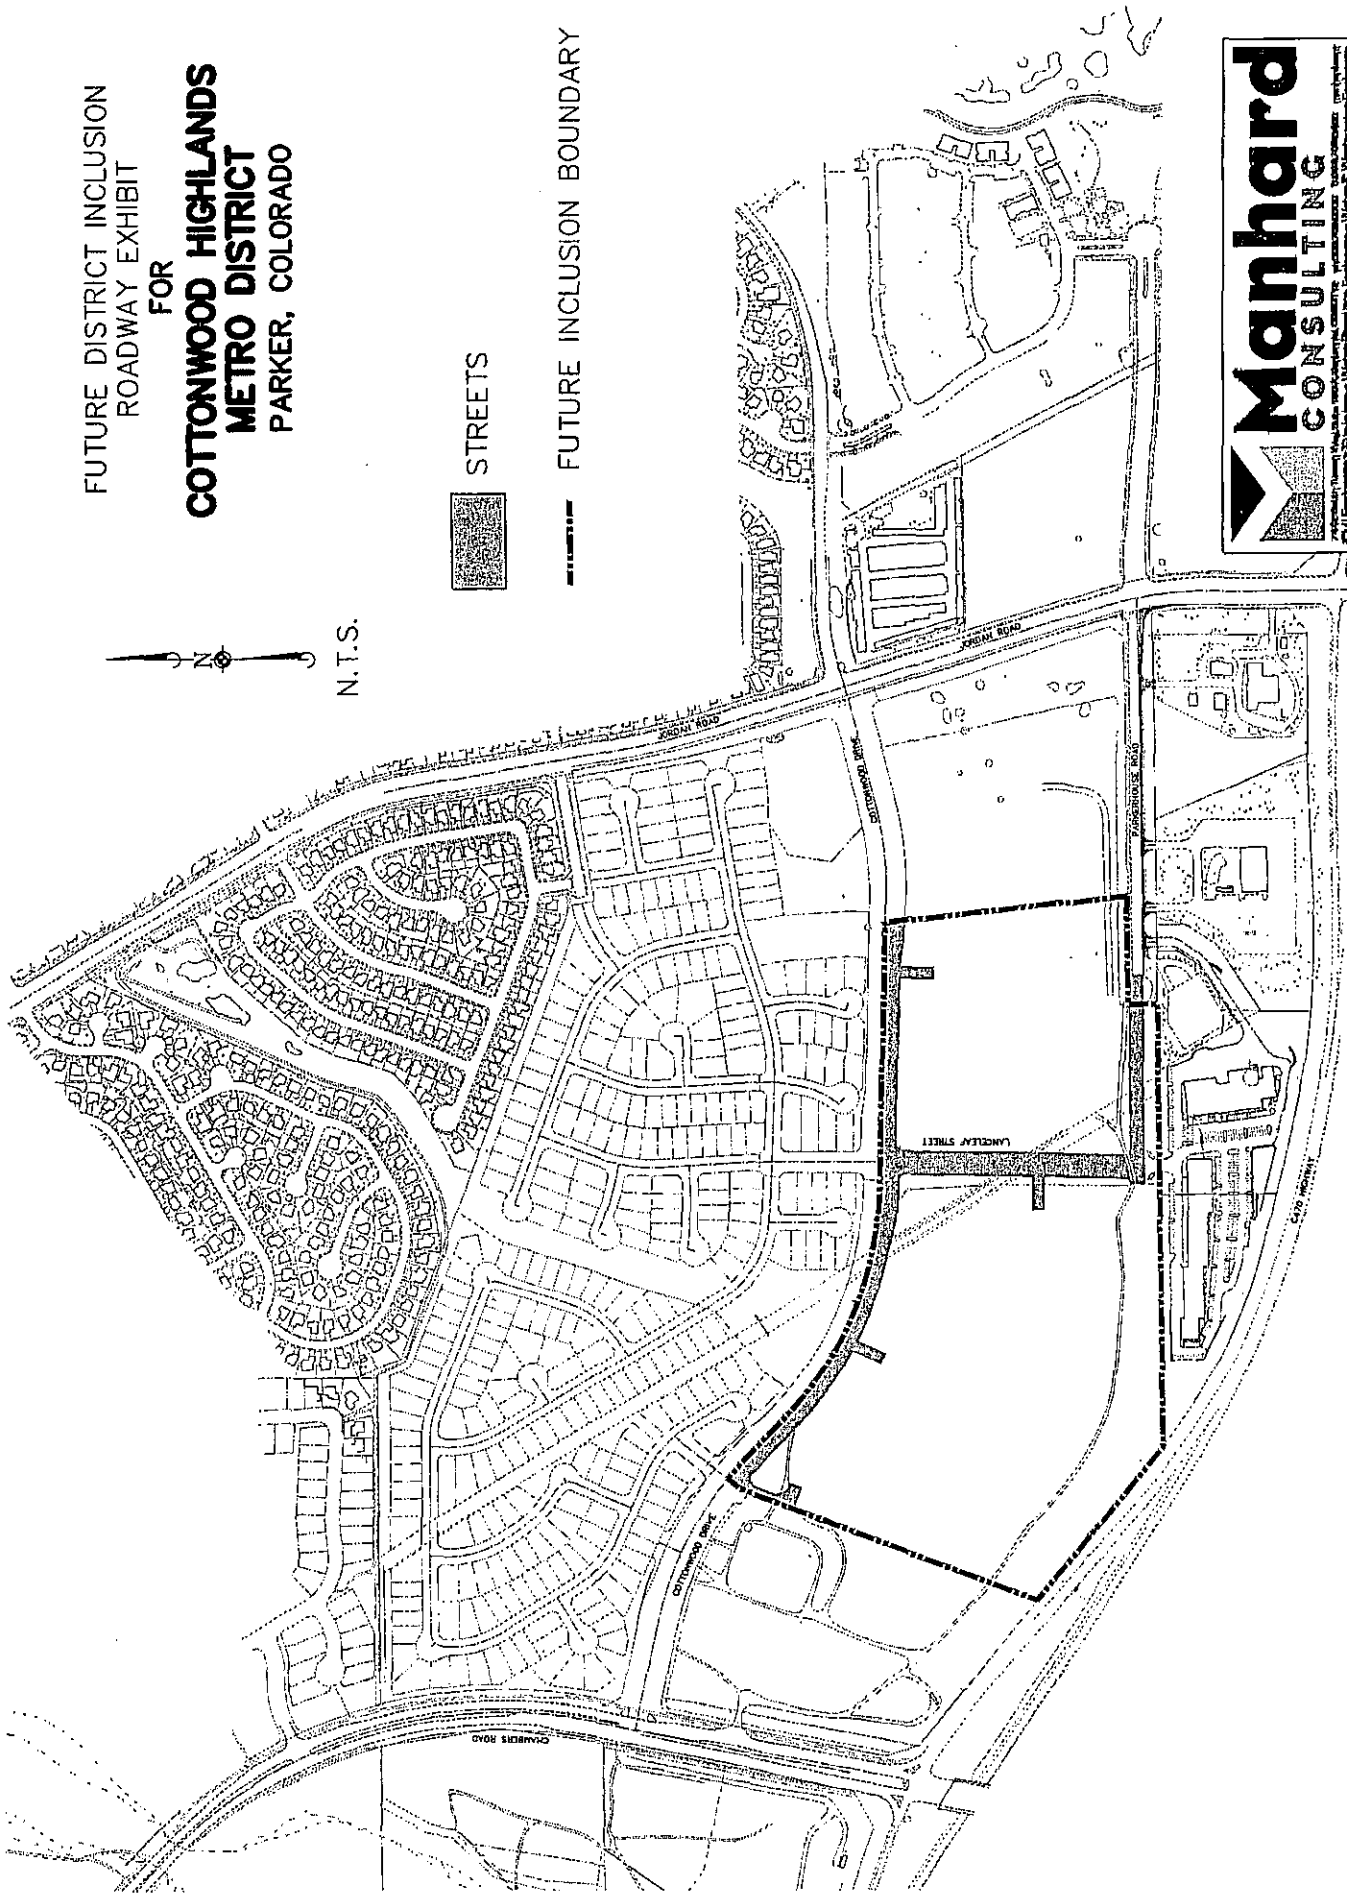 FUTURE DISTRICT INCLUSION
ROADWAY EXHIBIT
FOR
COTTONWOOD HIGHLANDS
METRO DISTRICT
PARKER, COLORADO
N
N.T.S.
STREETS
FUTURE INCLUSION BOUNDARY
JORDAN ROAD
JORDAN ROAD
COTTONWOOD DRIVE
PARKERHOUSE ROAD
LANCELEAF STREET
C470 HIGHWAY
COTTONWOOD DRIVE
CHAMBERS ROAD
Manhard
CONSULTING